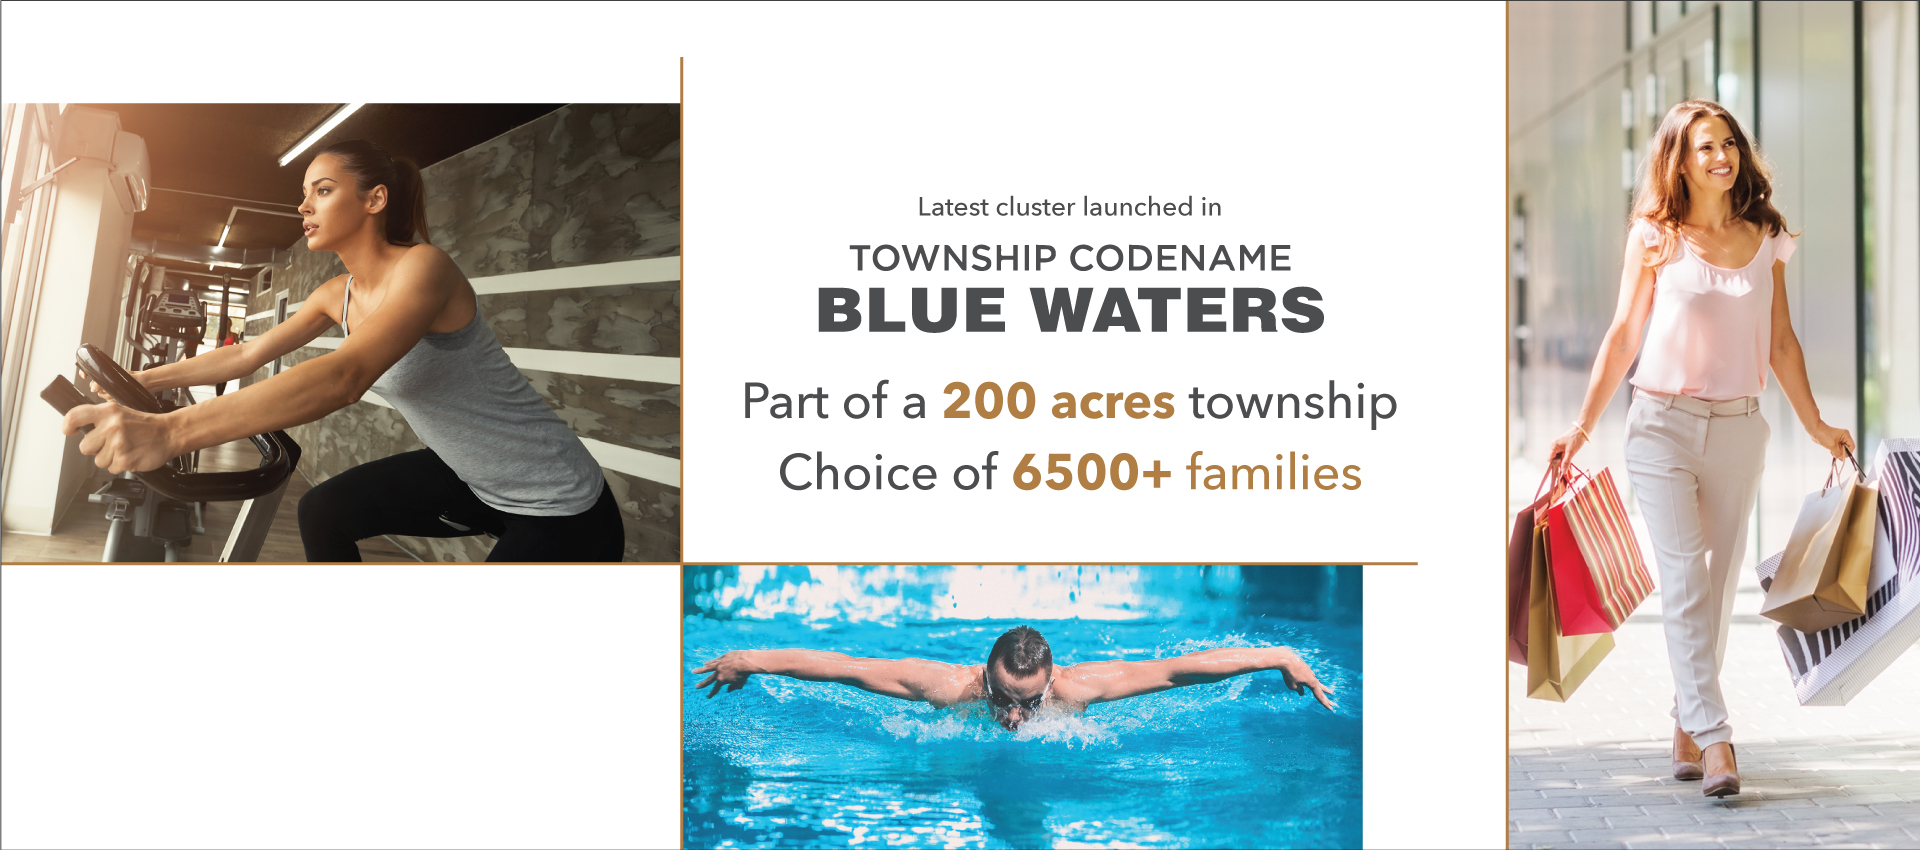 Latest cluster launched in
TOWNSHIP CODENAME
BLUE WATERS
Part of a 200 acres township
Choice of 6500+ families